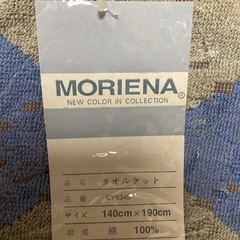 MORIENA®
NEW COLOR IN COLLECTION
品名 タオルケット
品番
サイズ 140cm×190cm
組成 綿 100%